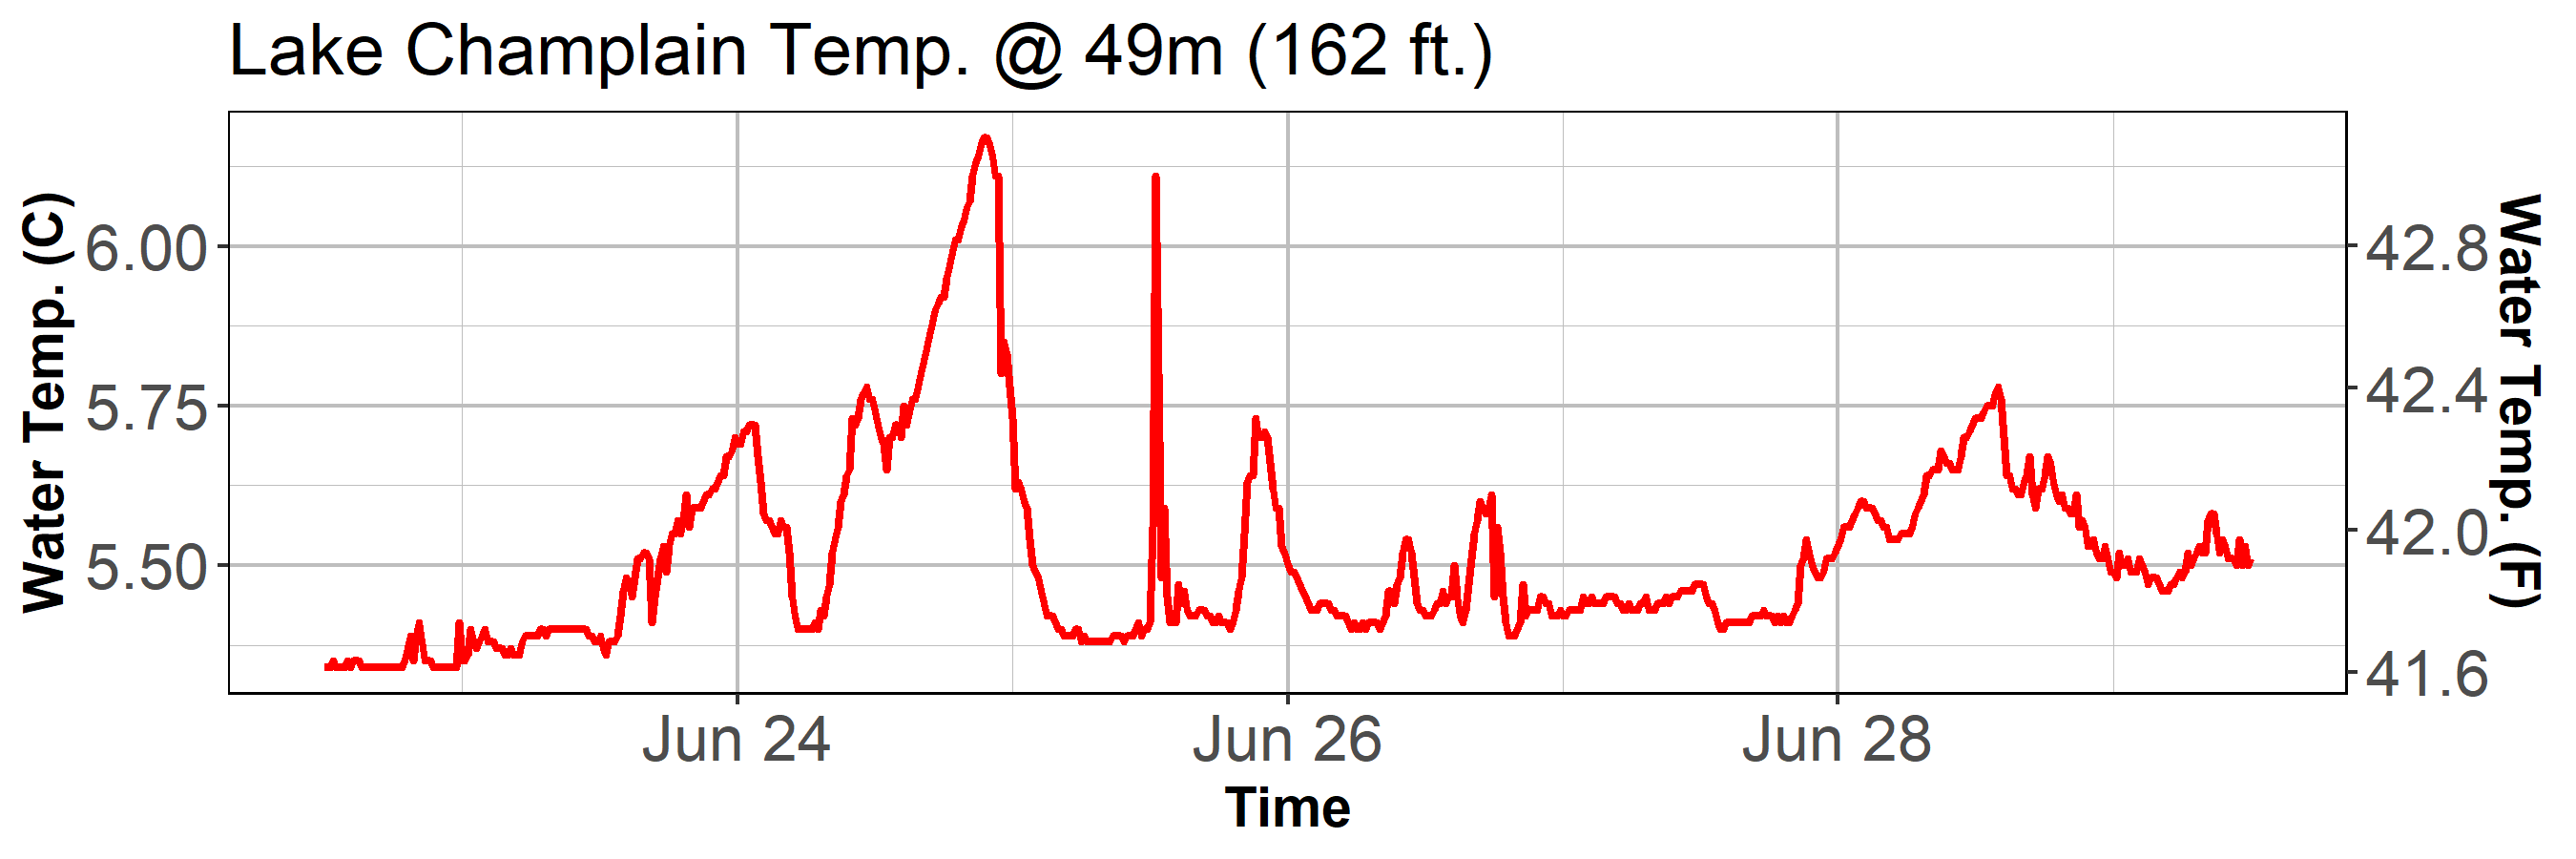 Lake Champlain Temp. @ 49m (162 ft.)
Water Temp. (C)
6.00
5.75
5.50
42.8
42.4
42.0
41.6
Water Temp. (F)
Jun 24 Jun 26 Jun 28
Time